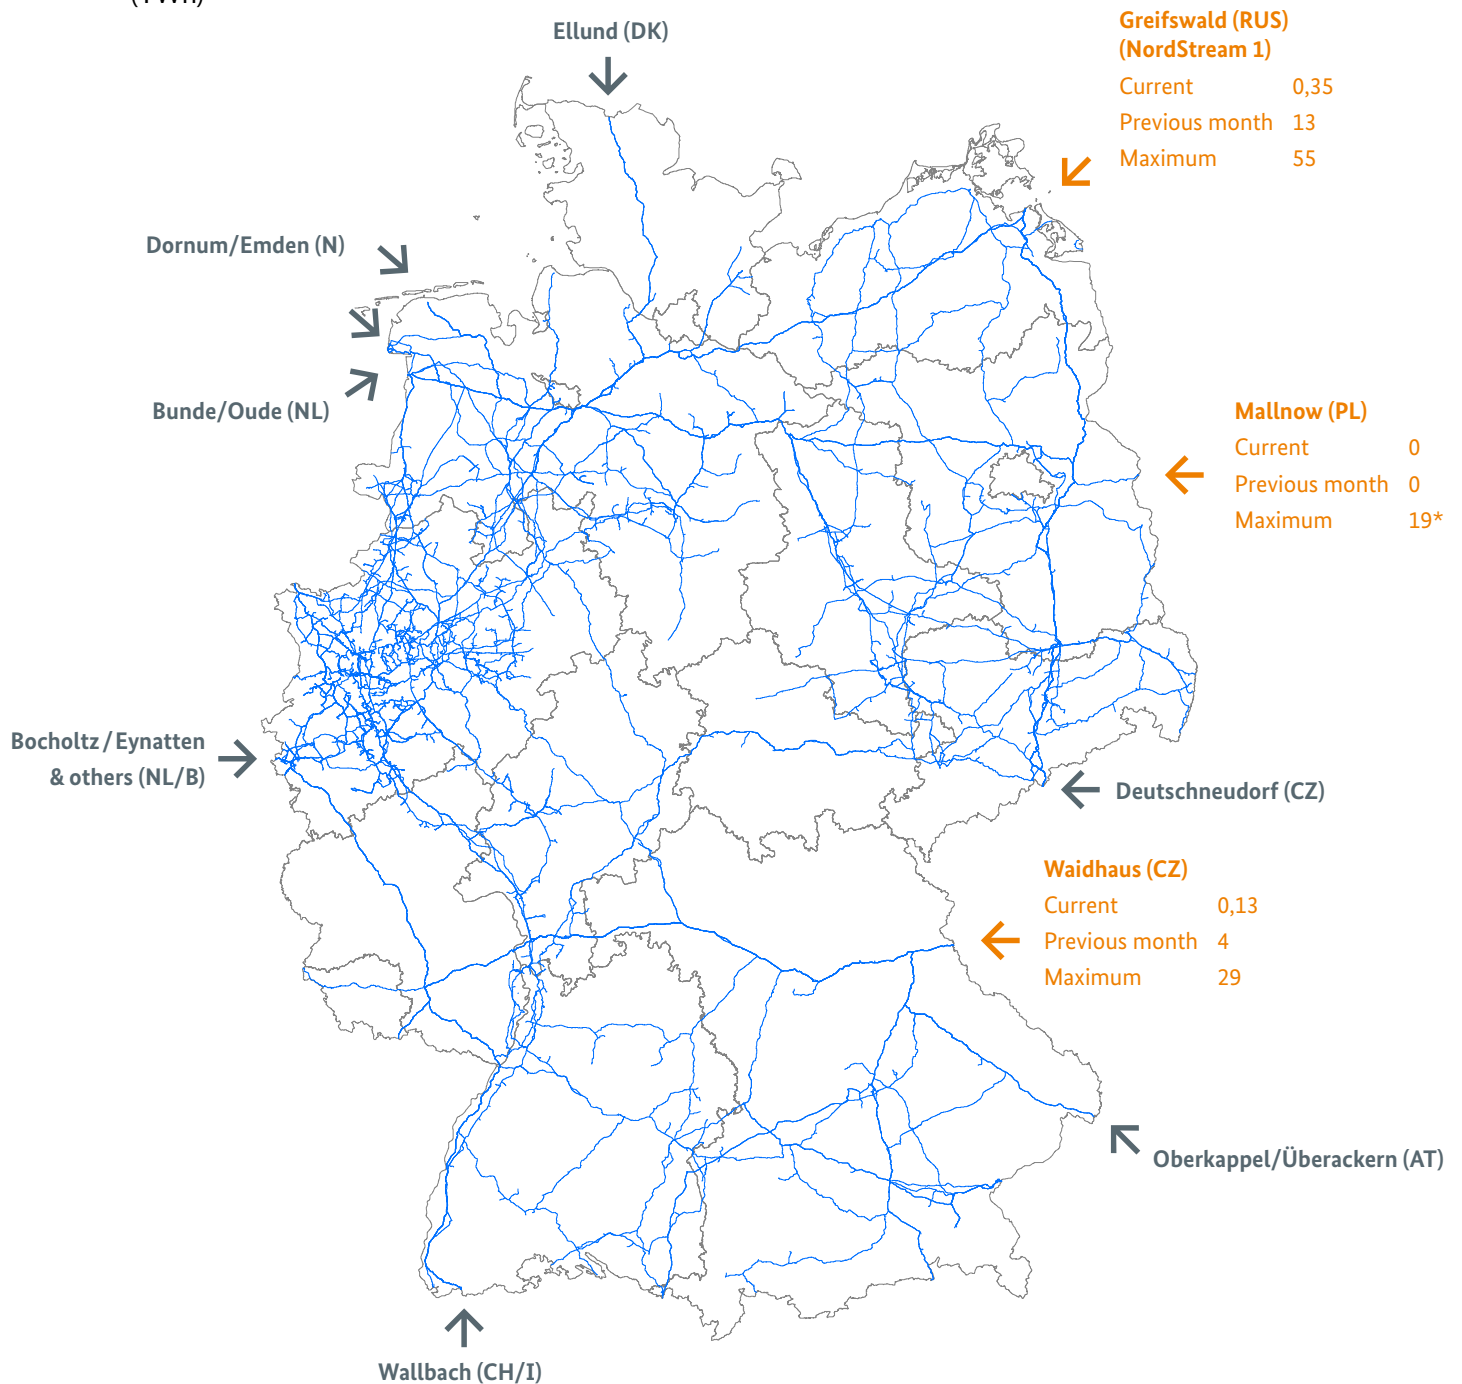 (TWh)
Ellund (DK)
Greifswald (RUS)
(NordStream 1)
Current 0,35
Previous month 13
Maximum 55
Dornum/Emden (N)
Bunde/Oude (NL)
Mallnow (PL)
Current 0
Previous month 0
Maximum 19*
Bocholtz / Eynatten
& others (NL/B)
Deutschneudorf (CZ)
Waidhaus (CZ)
Current 0,13
Previous month 4
Maximum 29
Oberkappel/Überackern (AT)
Wallbach (CH/I)